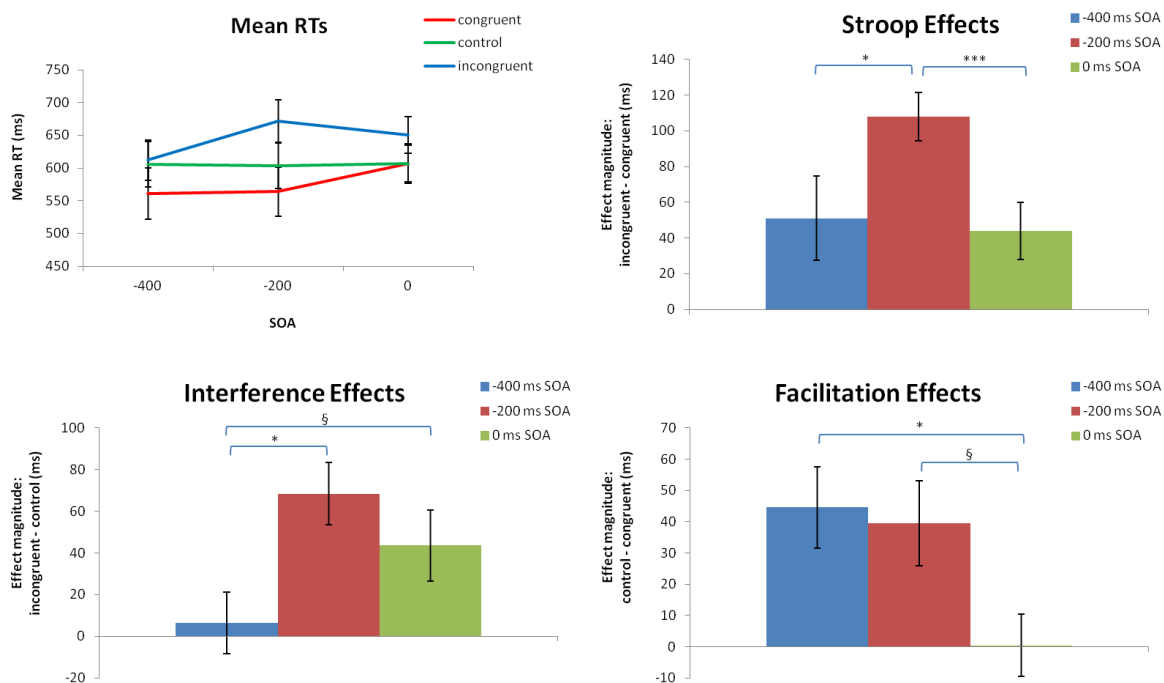 Mean RTs
congruent
control
incongruent
750
700
650
600
550
500
450
Mean RT (ms)
-400
-200
0
SOA
Stroop Effects
-400 ms SOA
-200 ms SOA
0 ms SOA
140
120
100
80
60
40
20
0
Effect magnitude:
incongruent - congruent (ms)
*
***
Interference Effects
-400 ms SOA
-200 ms SOA
0 ms SOA
100
80
60
40
20
0
-20
Effect magnitude:
incongruent - control (ms)
§
*
Facilitation Effects
-400 ms SOA
-200 ms SOA
0 ms SOA
70
60
50
40
30
20
10
0
-10
Effect magnitude:
control - congruent (ms)
*
§